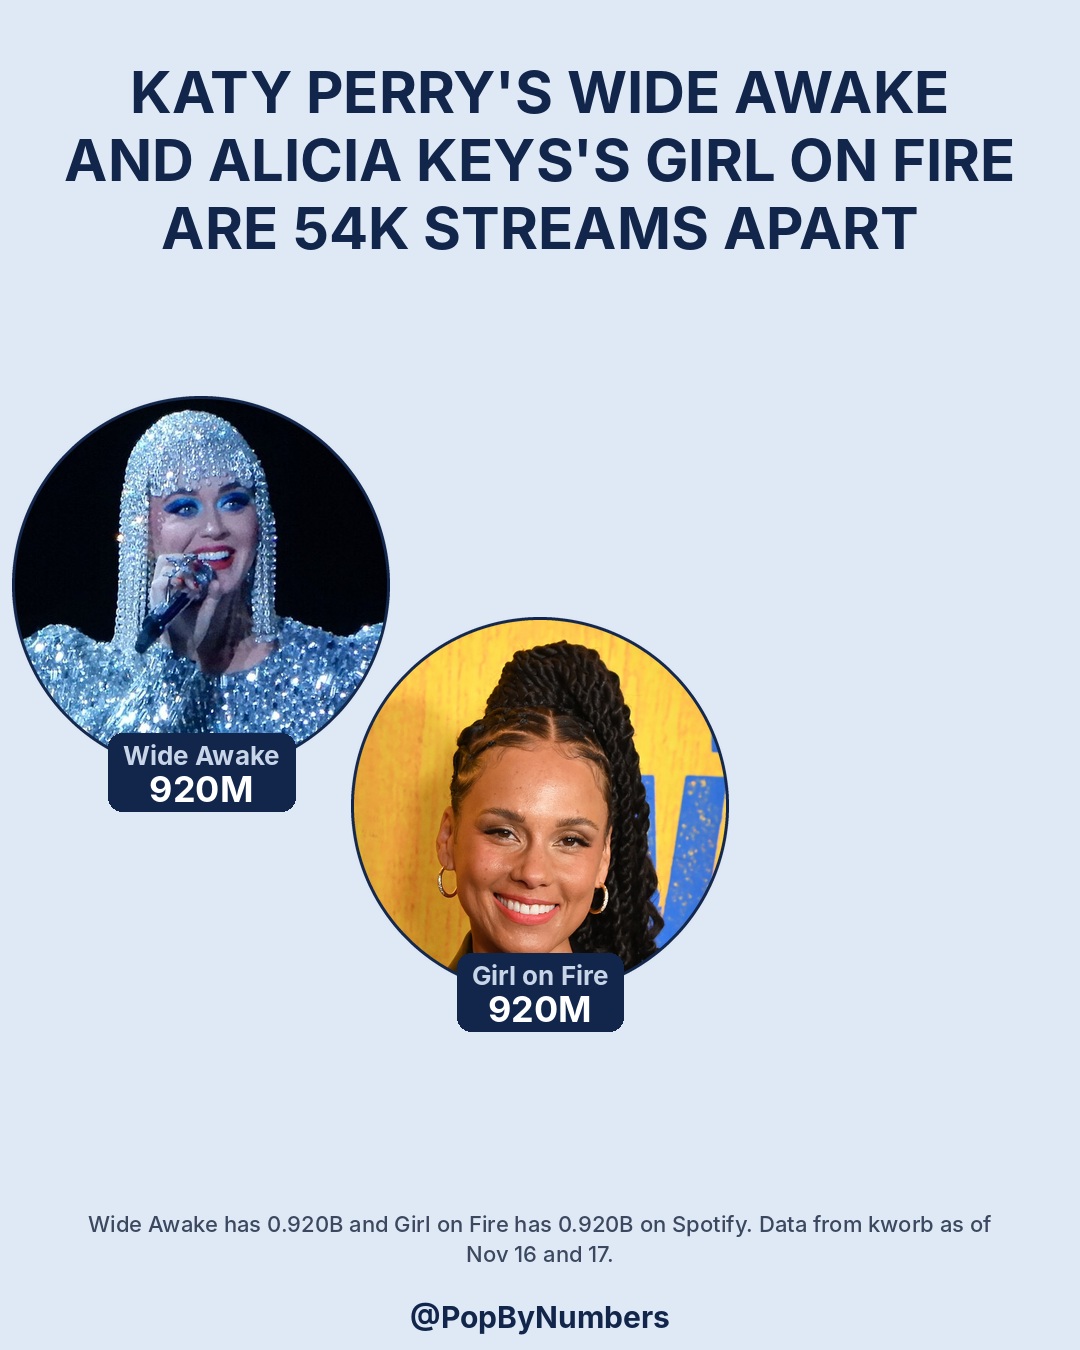 KATY PERRY'S WIDE AWAKE
AND ALICIA KEYS'S GIRL ON FIRE
ARE 54K STREAMS APART
Wide Awake
920M
Girl on Fire
920M
Wide Awake has 0.920B and Girl on Fire has 0.920B on Spotify. Data from kworb as of
Nov 16 and 17.
@PopByNumbers